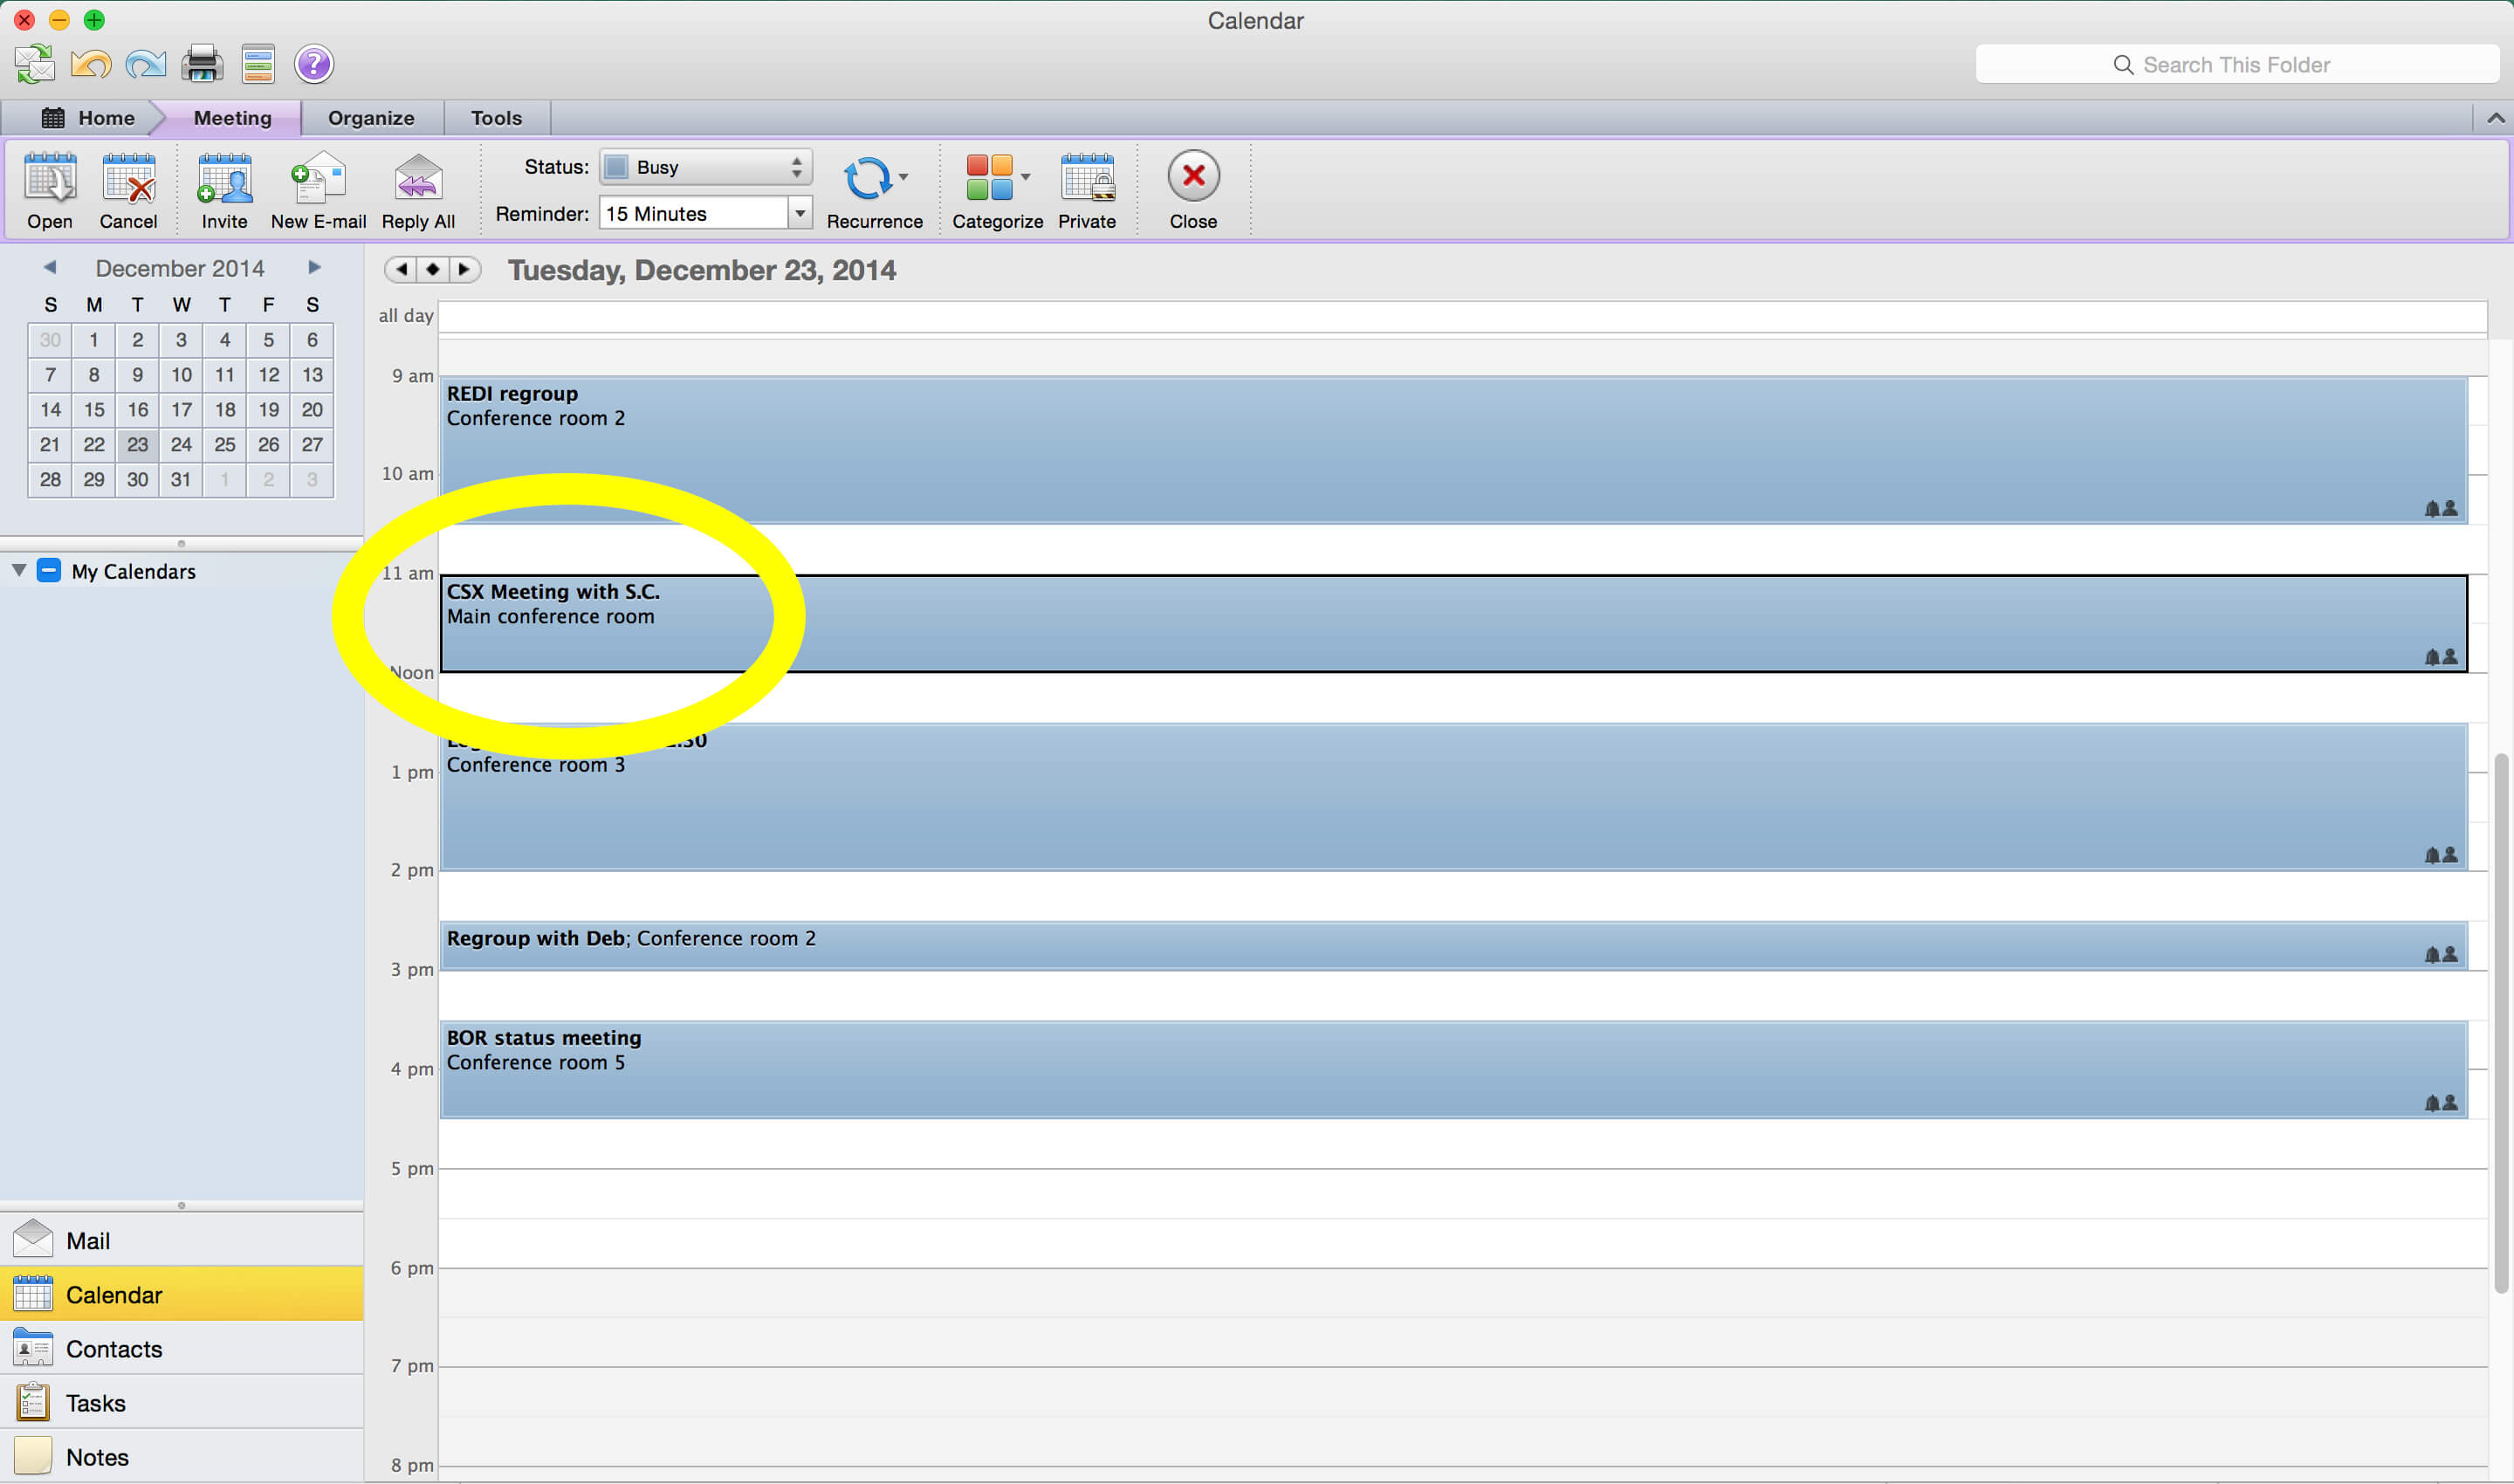 Calendar
Search This Folder
Home Meeting Organize Tools
Status: Busy
Reminder: 15 Minutes
Open Cancel Invite New E-mail Reply All Recurrence Categorize Private Close
December 2014
S M T W T F S
30 1 2 3 4 5 6
7 8 9 10 11 12 13
14 15 16 17 18 19 20
21 22 23 24 25 26 27
28 29 30 31 1 2 3
My Calendars
Mail
Calendar
Contacts
Tasks
Notes
Tuesday, December 23, 2014
all day
9 am
REDI regroup
Conference room 2
10 am
11 am
CSX Meeting with S.C.
Main conference room
Noon
Conference room 3
1 pm
2 pm
Regroup with Deb; Conference room 2
3 pm
BOR status meeting
Conference room 5
4 pm
5 pm
6 pm
7 pm
8 pm